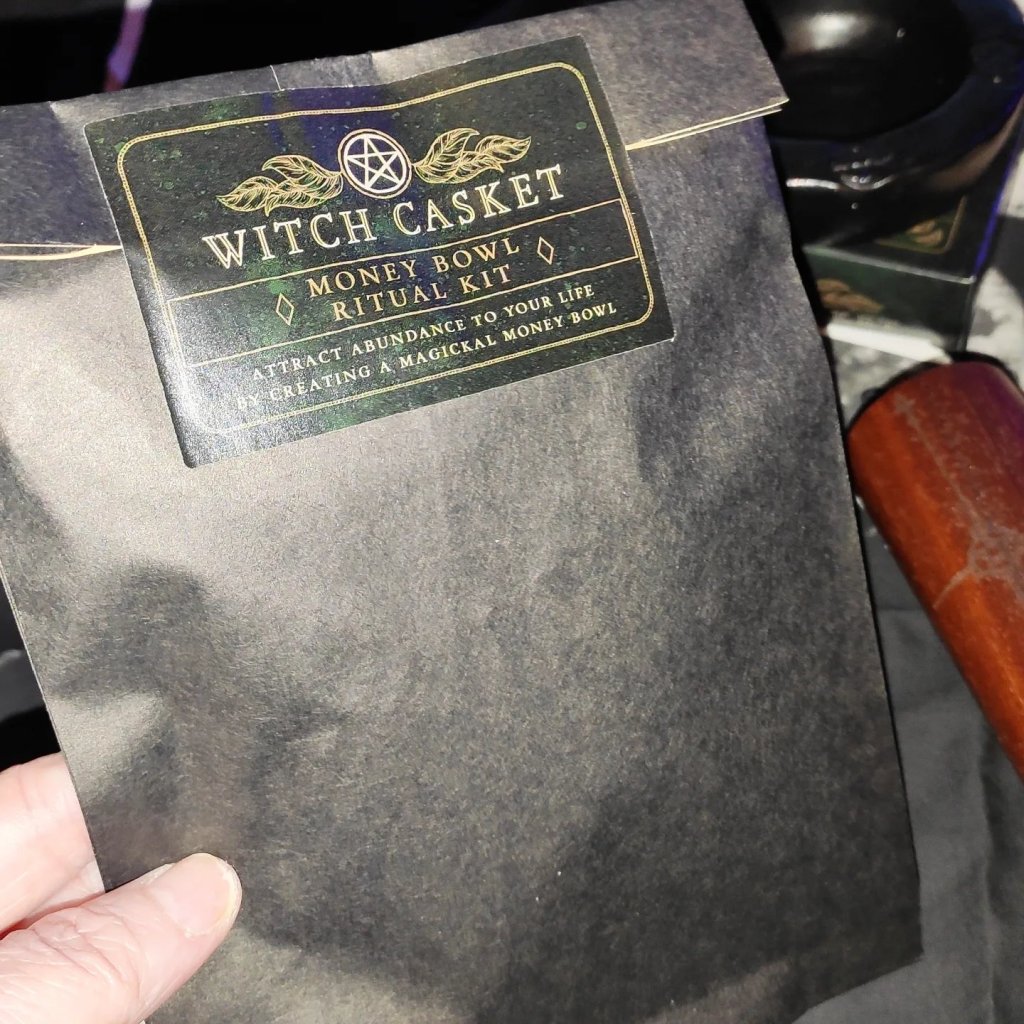 WITCH CASKET
MONEY BOWL
RITUAL KIT
ATTRACT ABUNDANCE TO YOUR LIFE
BY CREATING A MAGICKAL MONEY BOWL